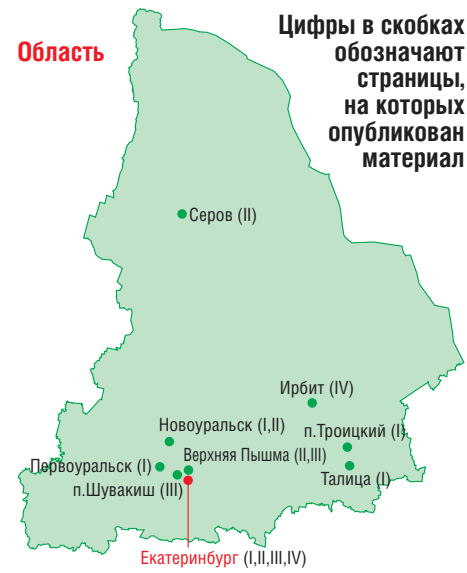 Область
Цифры в скобках
обозначают
страницы,
на которых
опубликован
материал
Серов (II)
Ирбит (IV)
Новоуральск (I,II)
п.Троицкий (I)
Верхняя Пышма (II,III)
Первоуральск (I)
Талица (I)
п.Шувакиш (III)
Екатеринбург (I,II,III,IV)